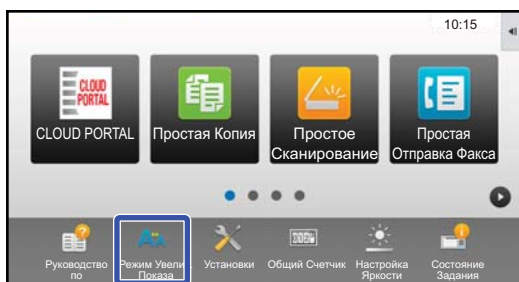 10:15
CLOUD
PORTAL
CLOUD PORTAL
Простая Копия
Простое
Сканирование
Простая
Отправка Факса
Руководство
по
Режим Увели.
Показа
Установки
Общий Счетчик
Настройка
Яркости
Состояние
Задания